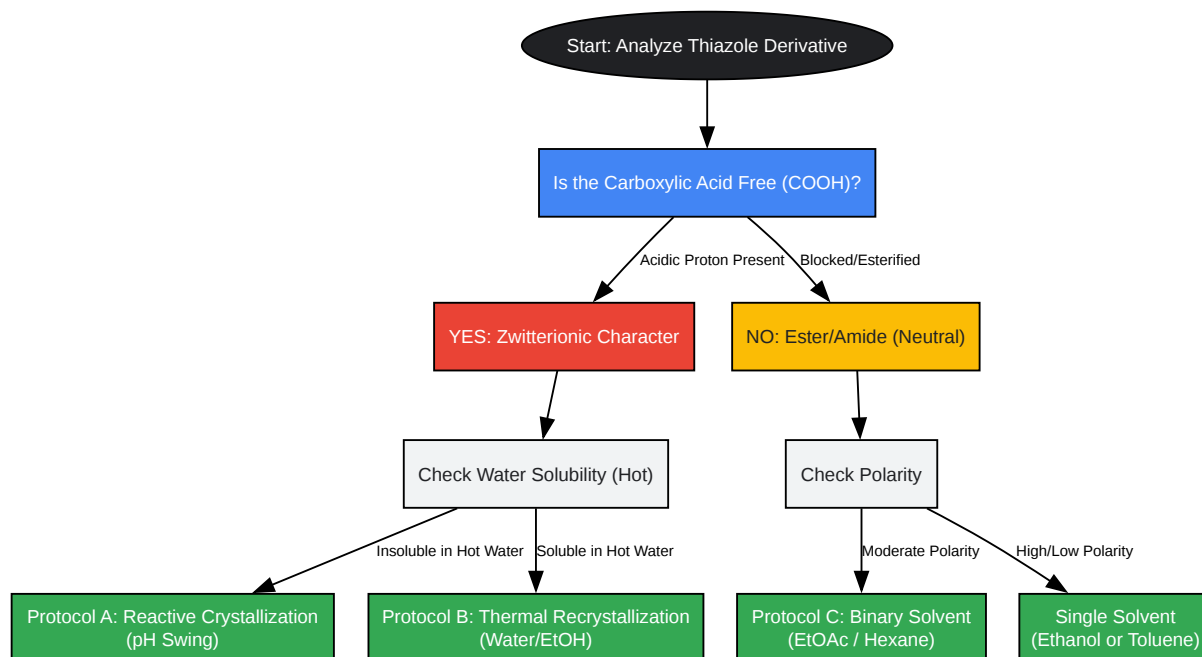 Start: Analyze Thiazole Derivative
Is the Carboxylic Acid Free (COOH)?
Acidic Proton Present
Blocked/Esterified
YES: Zwitterionic Character
NO: Ester/Amide (Neutral)
Check Water Solubility (Hot)
Check Polarity
Insoluble in Hot Water
Soluble in Hot Water
Moderate Polarity
High/Low Polarity
Protocol A: Reactive Crystallization
(pH Swing)
Protocol B: Thermal Recrystallization
(Water/EtOH)
Protocol C: Binary Solvent
(EtOAc / Hexane)
Single Solvent
(Ethanol or Toluene)